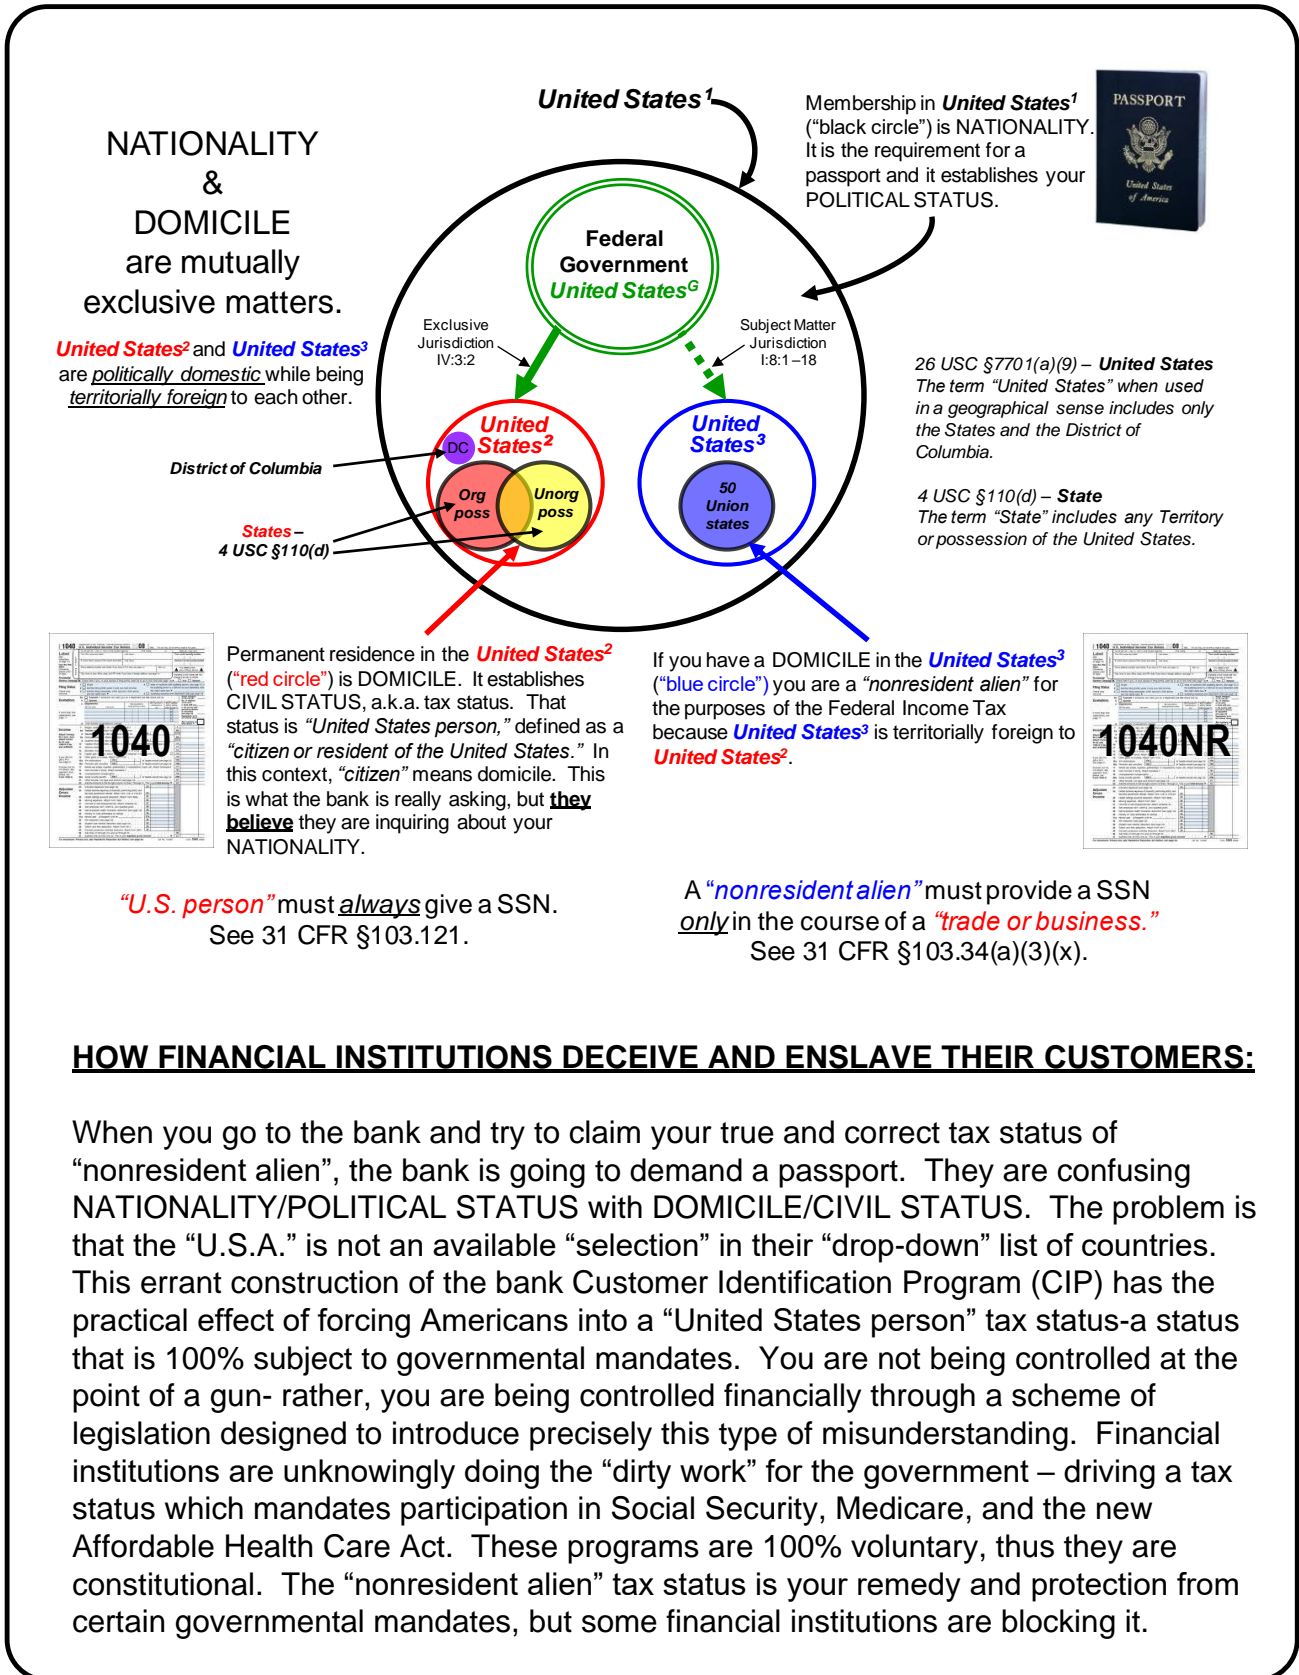 United States1
Membership in United States1
(“black circle”) is NATIONALITY.
It is the requirement for a
passport and it establishes your
POLITICAL STATUS.
PASSPORT
United States
of America
NATIONALITY
&
DOMICILE
are mutually
exclusive matters.
United States2 and United States3
are politically domestic while being
territorially foreign to each other.
Federal
Government
United StatesG
Exclusive
Jurisdiction
IV:3:2
Subject Matter
Jurisdiction
I:8:1 –18
26 USC §7701(a)(9) – United States
The term “United States” when used
in a geographical sense includes only
the States and the District of
Columbia.
4 USC §110(d) – State
The term “State” includes any Territory
or possession of the United States.
United
States2
DC
District of Columbia
Org
poss
Unorg
poss
States –
4 USC §110(d)
United
States3
50
Union
states
1040
1040
Permanent residence in the United States2
(“red circle”) is DOMICILE. It establishes
CIVIL STATUS, a.k.a. tax status. That
status is “United States person,” defined as a
“citizen or resident of the United States.” In
this context, “citizen” means domicile. This
is what the bank is really asking, but they
believe they are inquiring about your
NATIONALITY.
If you have a DOMICILE in the United States3
(“blue circle”) you are a “nonresident alien” for
the purposes of the Federal Income Tax
because United States3 is territorially foreign to
United States2.
1040
1040NR
“U.S. person” must always give a SSN.
See 31 CFR §103.121.
A “nonresident alien” must provide a SSN
only in the course of a “trade or business.”
See 31 CFR §103.34(a)(3)(x).
HOW FINANCIAL INSTITUTIONS DECEIVE AND ENSLAVE THEIR CUSTOMERS:
When you go to the bank and try to claim your true and correct tax status of
“nonresident alien”, the bank is going to demand a passport. They are confusing
NATIONALITY/POLITICAL STATUS with DOMICILE/CIVIL STATUS. The problem is
that the “U.S.A.” is not an available “selection” in their “drop-down” list of countries.
This errant construction of the bank Customer Identification Program (CIP) has the
practical effect of forcing Americans into a “United States person” tax status-a status
that is 100% subject to governmental mandates. You are not being controlled at the
point of a gun- rather, you are being controlled financially through a scheme of
legislation designed to introduce precisely this type of misunderstanding. Financial
institutions are unknowingly doing the “dirty work” for the government – driving a tax
status which mandates participation in Social Security, Medicare, and the new
Affordable Health Care Act. These programs are 100% voluntary, thus they are
constitutional. The “nonresident alien” tax status is your remedy and protection from
certain governmental mandates, but some financial institutions are blocking it.